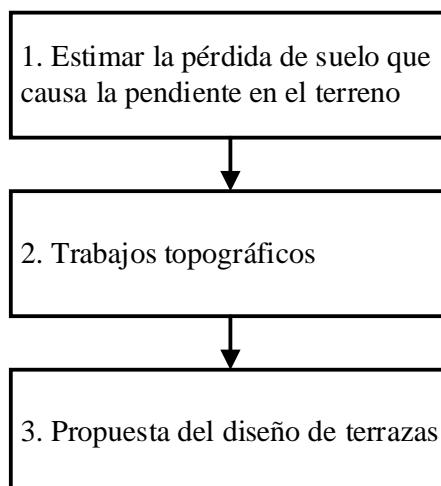 1. Estimar la pérdida de suelo que
causa la pendiente en el terreno
2. Trabajos topográficos
3. Propuesta del diseño de terrazas